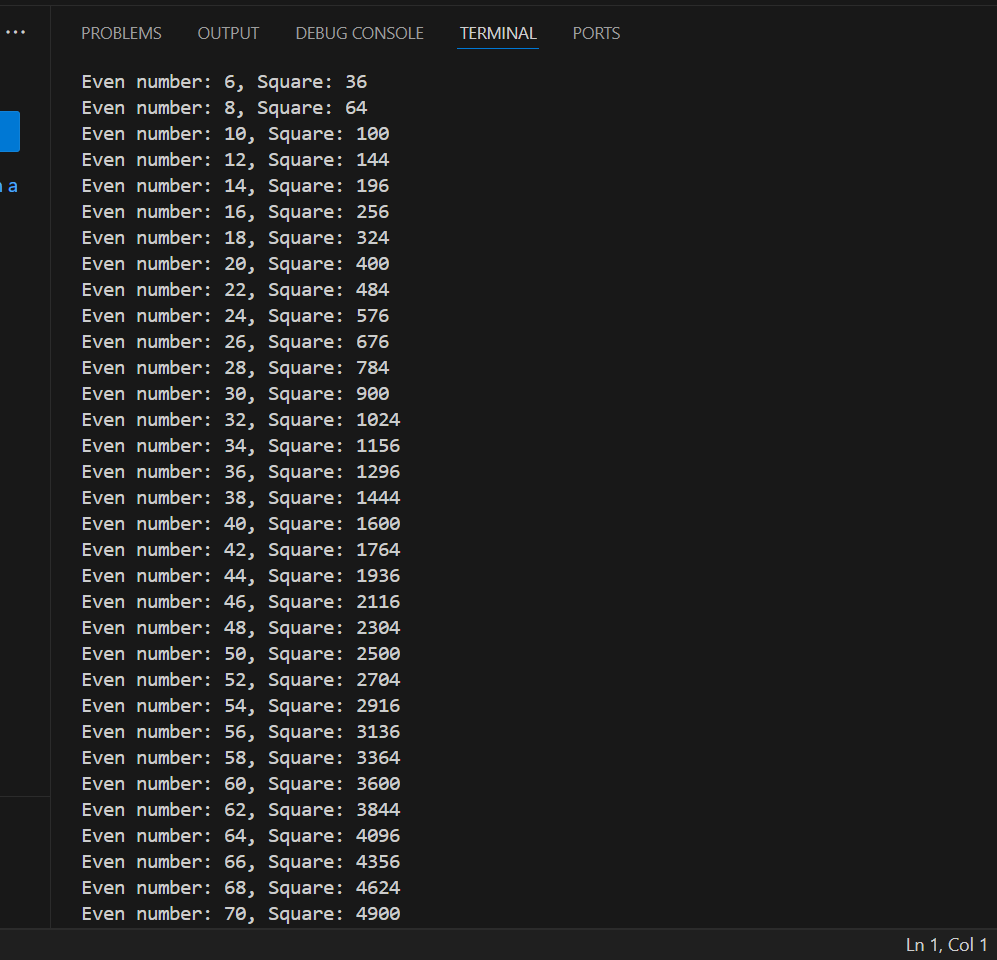 PROBLEMS OUTPUT DEBUG CONSOLE TERMINAL PORTS
Even number: 6, Square: 36
Even number: 8, Square: 64
Even number: 10, Square: 100
Even number: 12, Square: 144
Even number: 14, Square: 196
Even number: 16, Square: 256
Even number: 18, Square: 324
Even number: 20, Square: 400
Even number: 22, Square: 484
Even number: 24, Square: 576
Even number: 26, Square: 676
Even number: 28, Square: 784
Even number: 30, Square: 900
Even number: 32, Square: 1024
Even number: 34, Square: 1156
Even number: 36, Square: 1296
Even number: 38, Square: 1444
Even number: 40, Square: 1600
Even number: 42, Square: 1764
Even number: 44, Square: 1936
Even number: 46, Square: 2116
Even number: 48, Square: 2304
Even number: 50, Square: 2500
Even number: 52, Square: 2704
Even number: 54, Square: 2916
Even number: 56, Square: 3136
Even number: 58, Square: 3364
Even number: 60, Square: 3600
Even number: 62, Square: 3844
Even number: 64, Square: 4096
Even number: 66, Square: 4356
Even number: 68, Square: 4624
Even number: 70, Square: 4900
a
Ln 1, Col 1